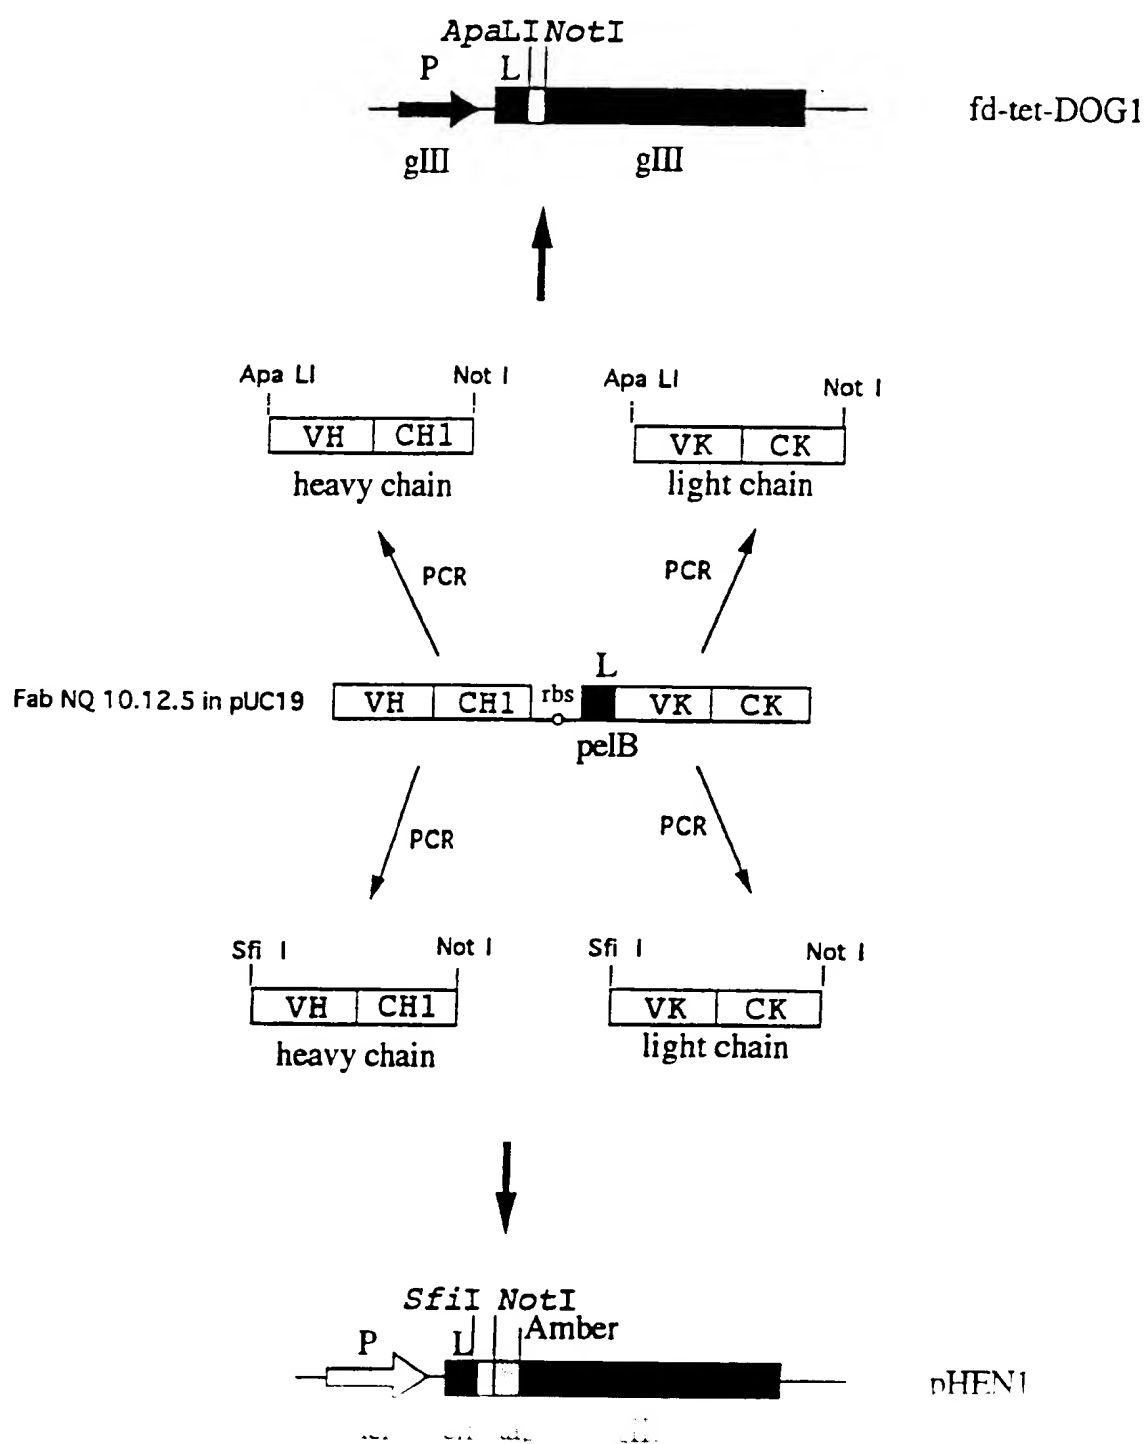 ApaLI NotI
P L
fd-tet-DOG1
gIII gIII
Apa LI Not I Apa LI Not I
VH CH1 VK CK
heavy chain light chain
PCR PCR
L
Fab NQ 10.12.5 in pUC19 VH CH1 rbs VK CK
pelB
PCR PCR
Sfi I Not I Sfi I Not I
VH CH1 VK CK
heavy chain light chain
SfiI NotI
P L Amber
pHEN1